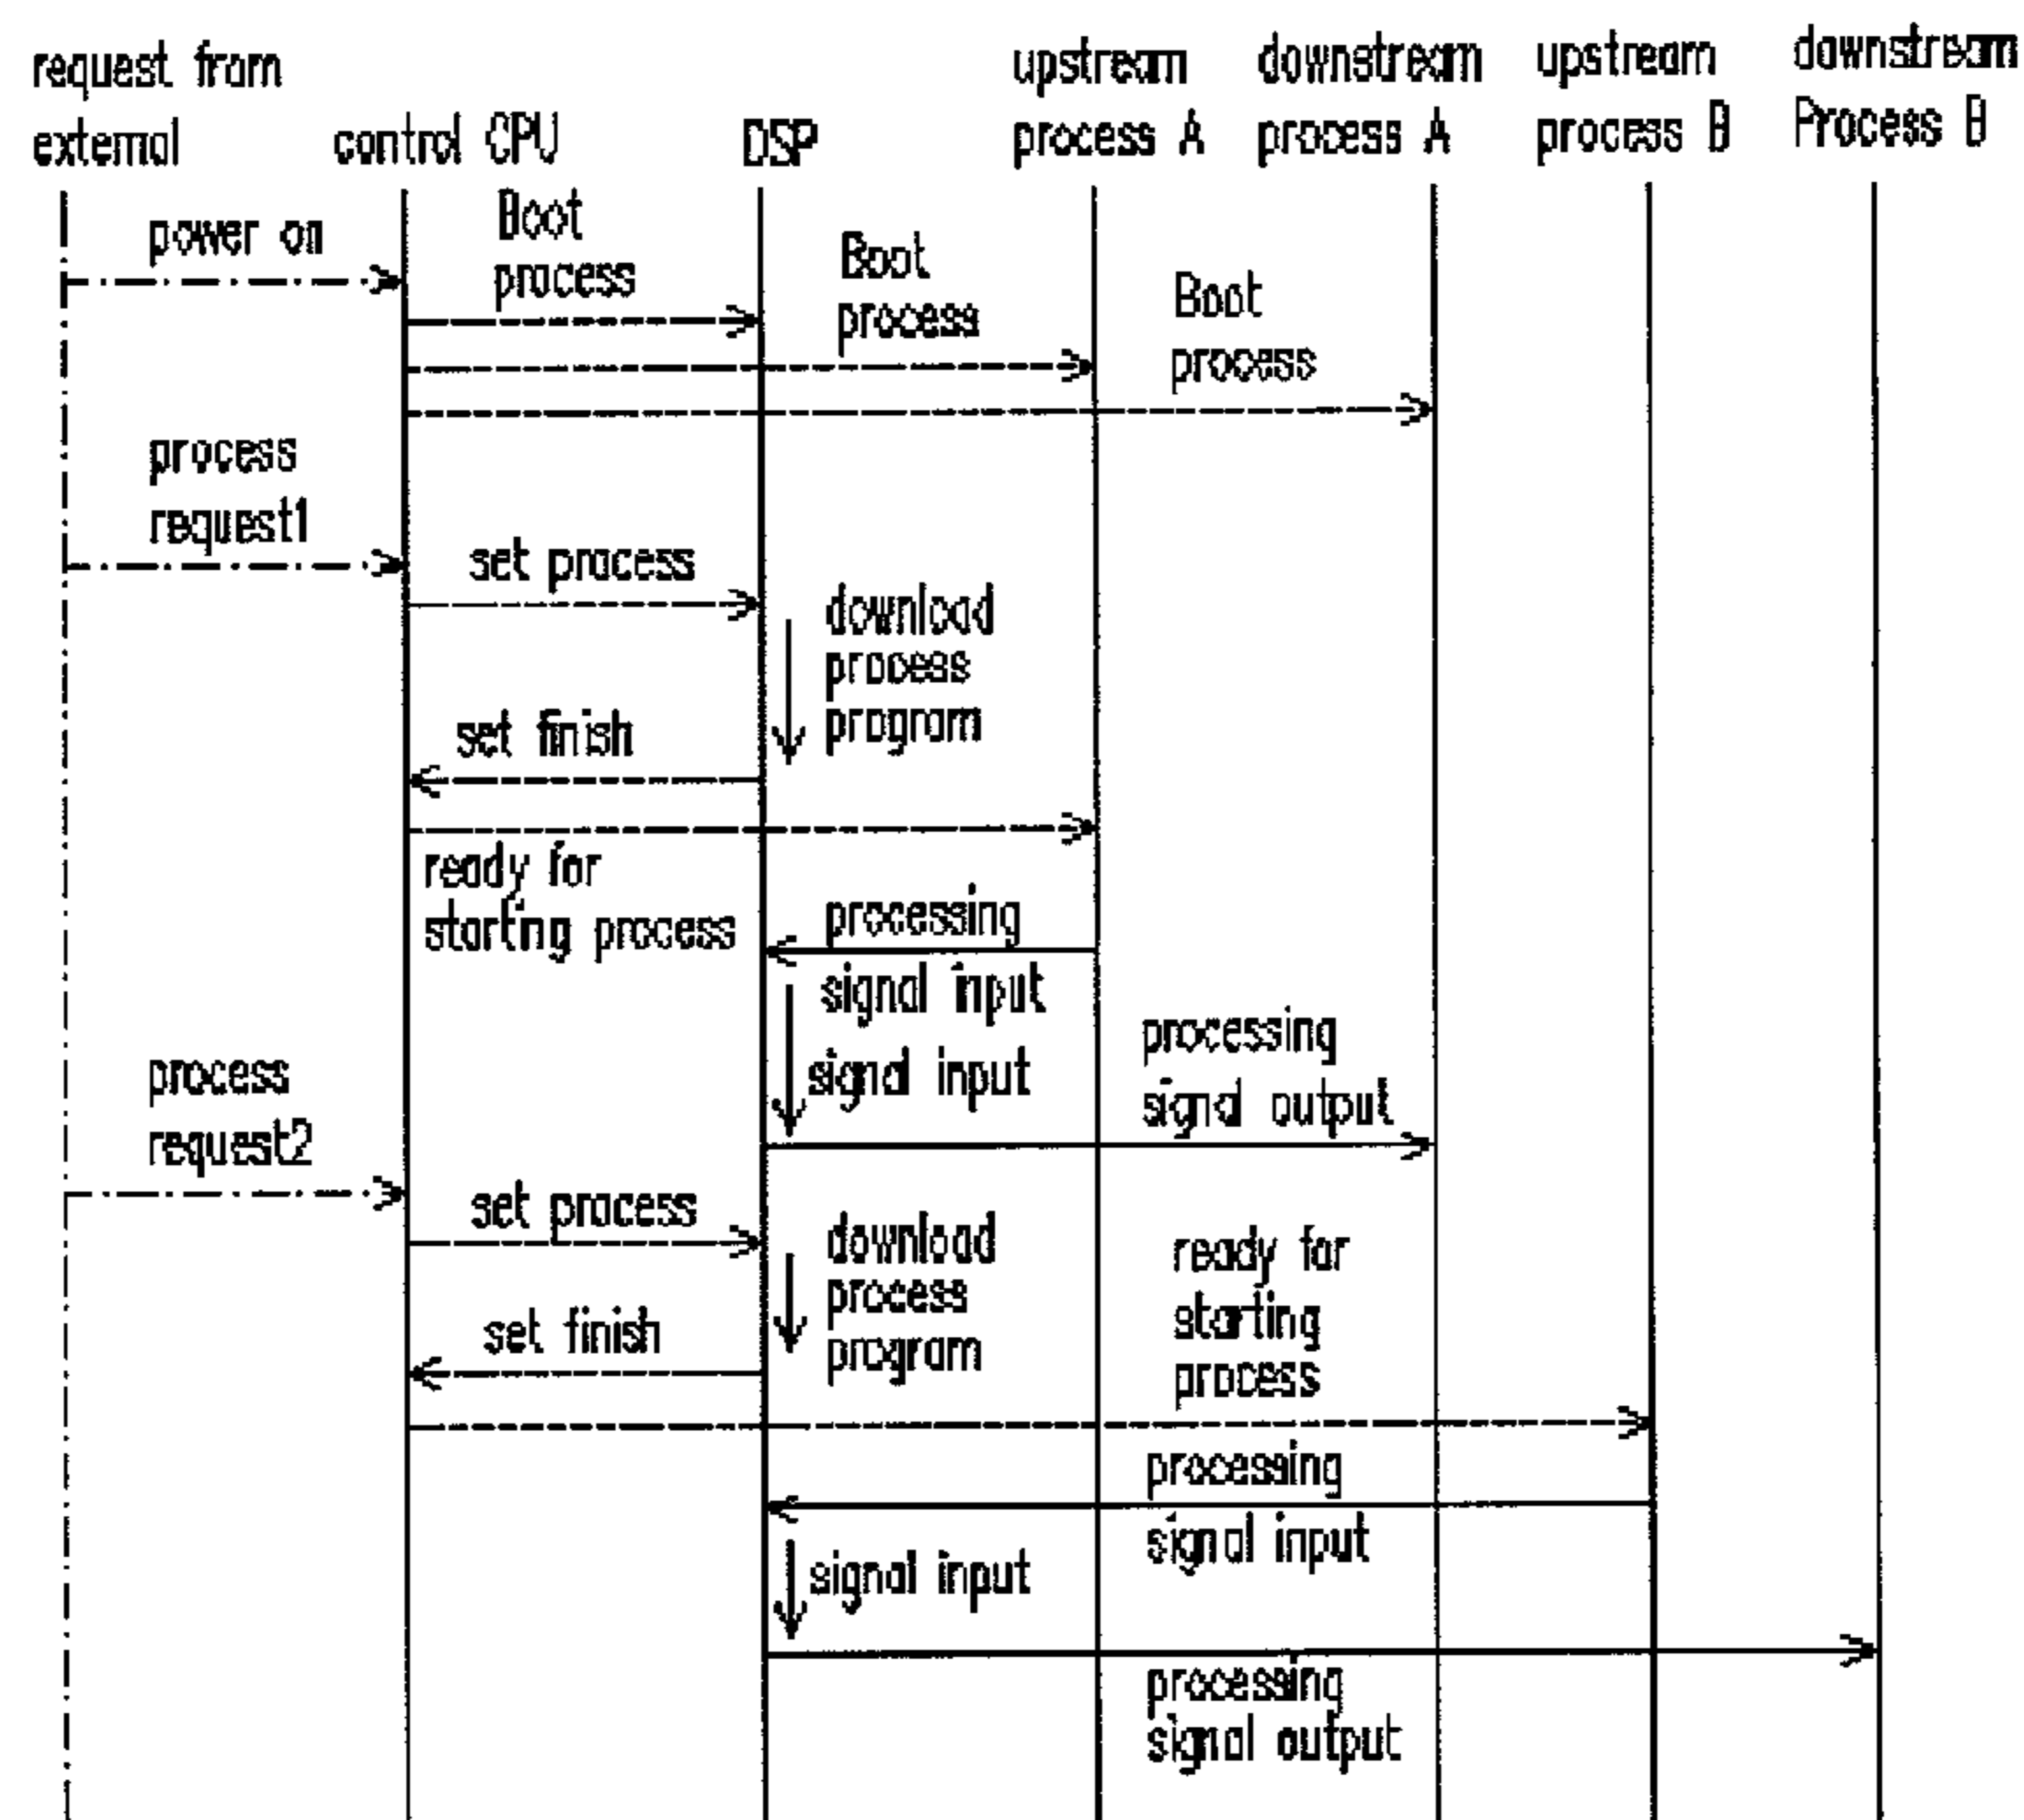 request from
external
control CPU
DSP
upstream
process A
downstream
process A
upstream
process B
downstream
Process B
power on
Boot
process
Boot
process
Boot
process
process
request1
set process
download
process
program
set finish
ready for
starting process
processing
signal input
signal input
processing
signal output
process
request2
set process
download
process
program
ready for
starting
process
set finish
processing
signal input
signal input
processing
signal output